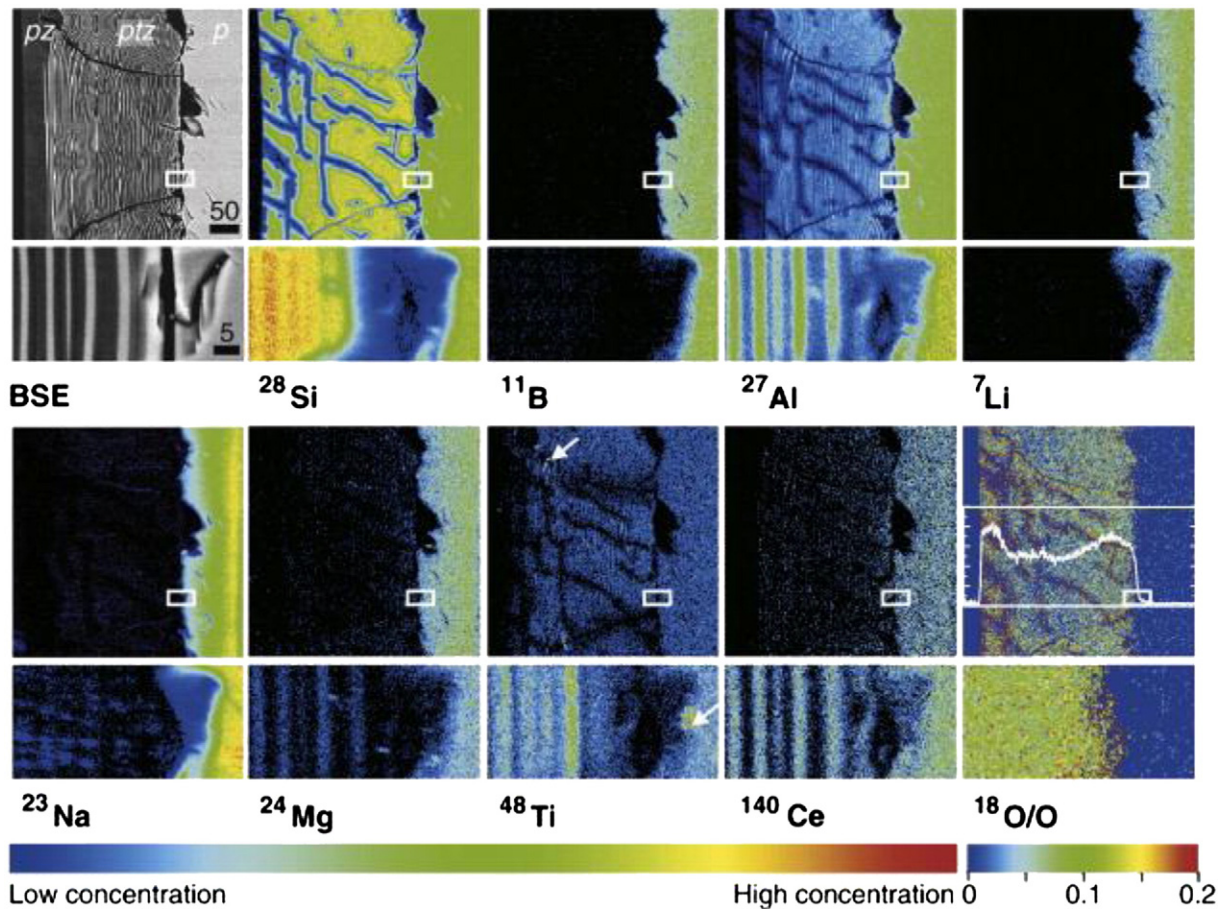 pz ptz p
50
5
BSE
²⁸Si
¹¹B
²⁷Al
⁷Li
²³Na
²⁴Mg
⁴⁸Ti
¹⁴⁰Ce
¹⁸O/O
Low concentration
High concentration
0
0.1
0.2